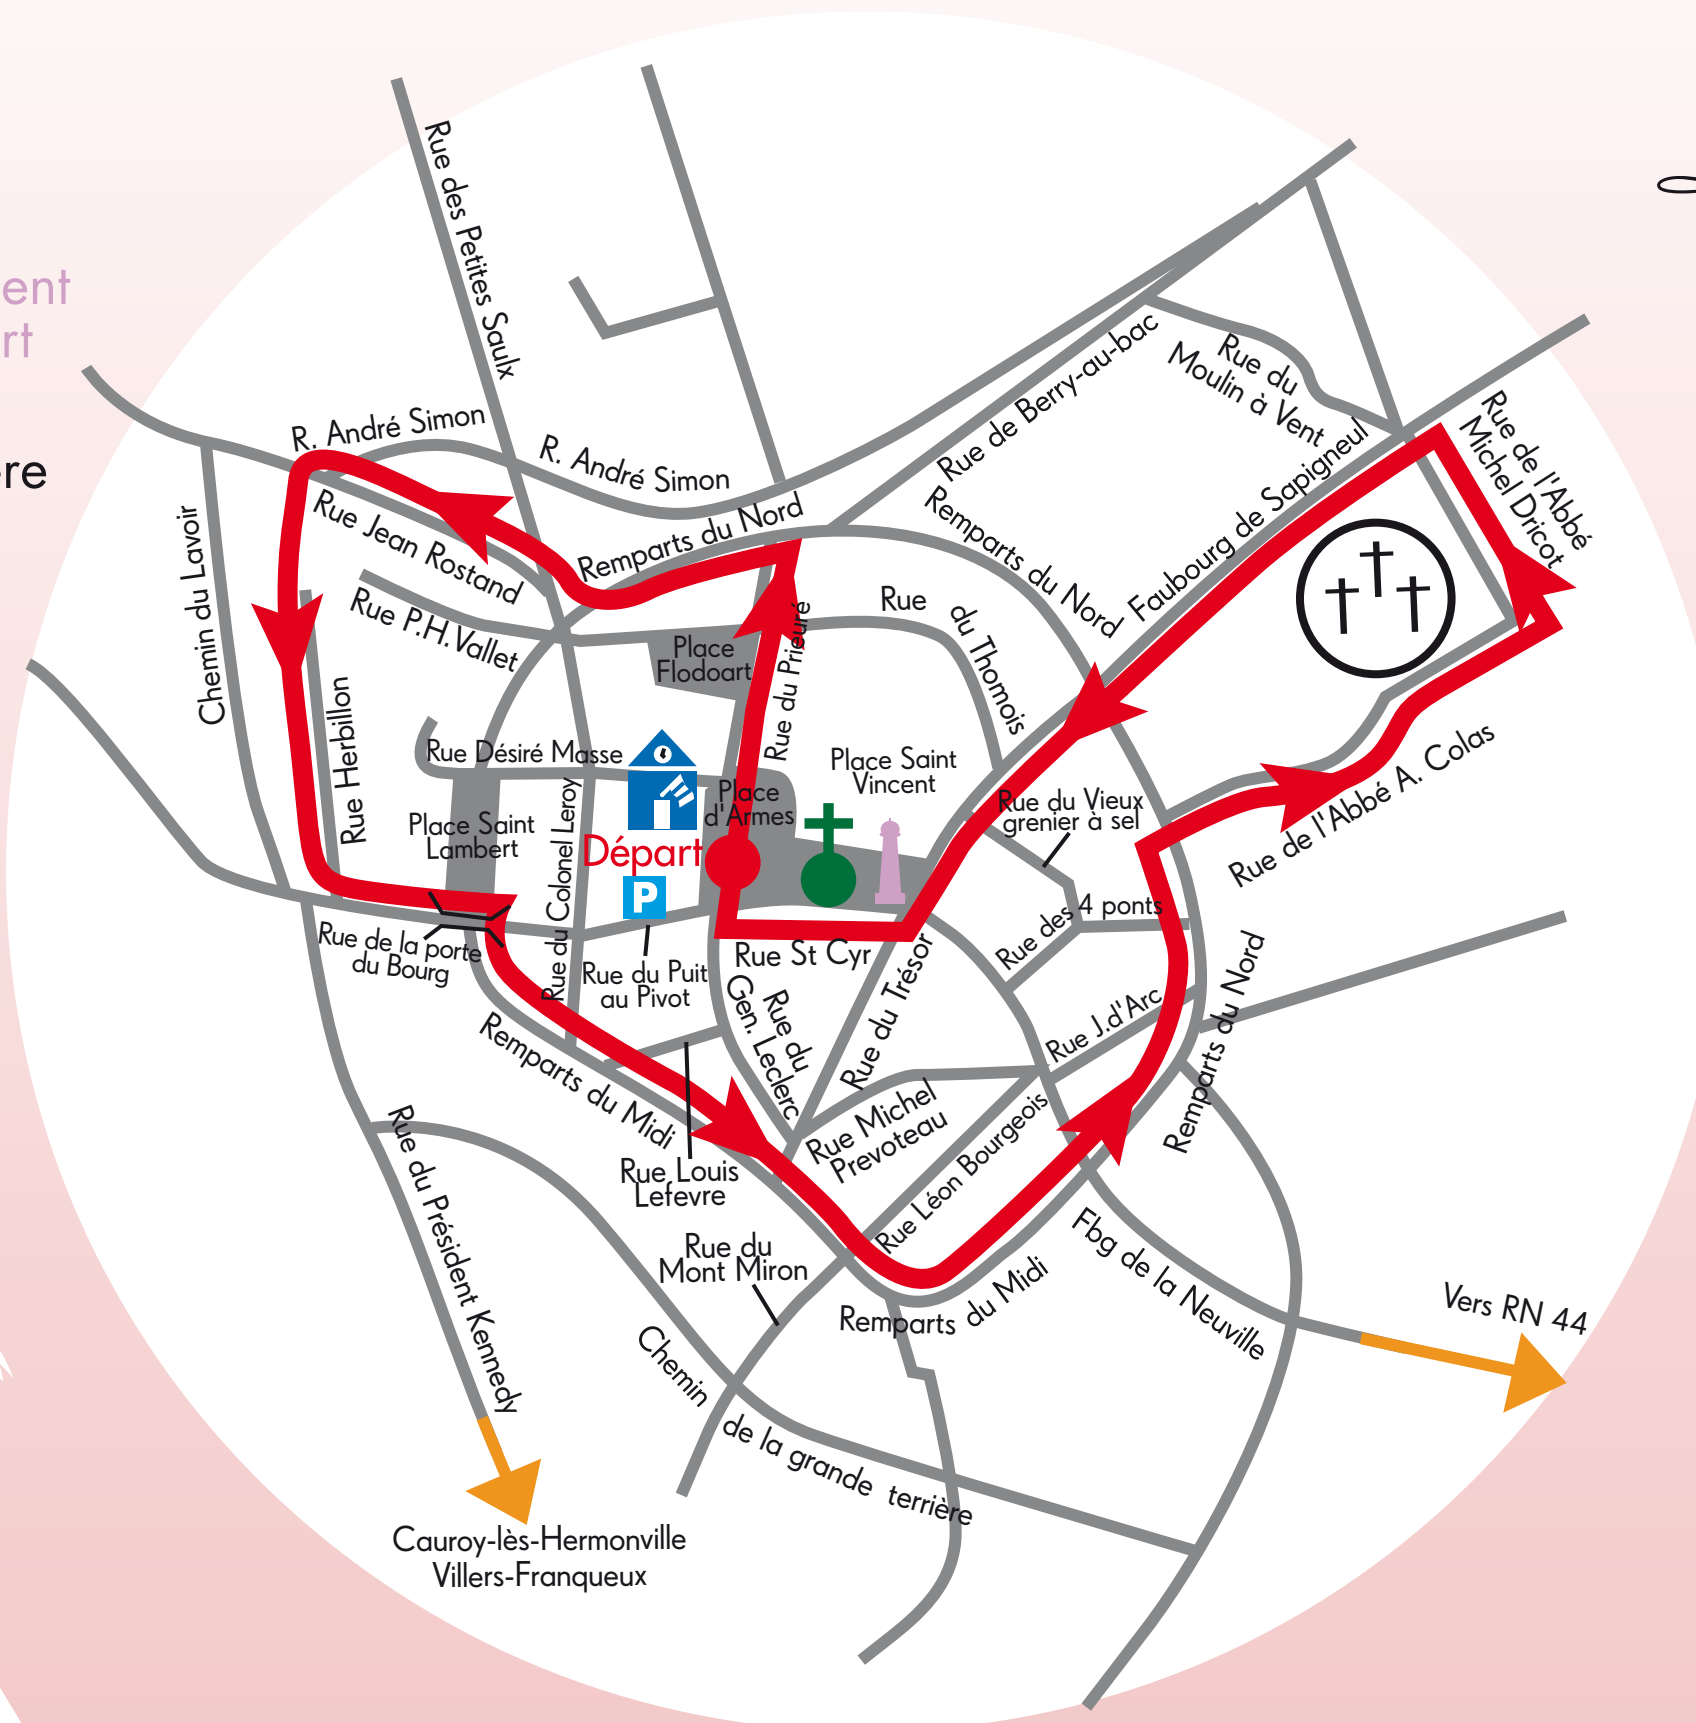 ent
rt
ère
Rue des Petites Saulx
R. André Simon
R. André Simon
Rue Jean Rostand
Rue P.H.Vallet
Remparts du Nord
Rue de Berry-au-bac
Rue du
Moulin à Vent
Rue de l'Abbé
Michel Dricot
Remparts du Nord
Faubourg de Sapigneul
Chemin du Lavoir
Rue Herbillon
Place
Flodoart
Rue du Prieuré
Rue du Thomois
Rue Désiré Masse
Place Saint
Vincent
Place
d'Armes
Rue du Vieux
grenier à sel
Place Saint
Lambert
Rue du Colonel Leroy
Départ
P
Rue de l'Abbé A. Colas
Rue des 4 ponts
Rue de la porte
du Bourg
Rue du Puit
au Pivot
Rue St Cyr
Rue du
Gen. Leclerc
Rue du Trésor
Rue J.d'Arc
Remparts du Nord
Remparts du Midi
Rue Michel
Prevoteau
Rue Louis
Lefevre
Rue Léon Bourgeois
Rue du Président Kennedy
Rue du
Mont Miron
Remparts du Midi
Fbg de la Neuville
Vers RN 44
Chemin de la grande terrière
Cauroy-lès-Hermonville
Villers-Franqueux